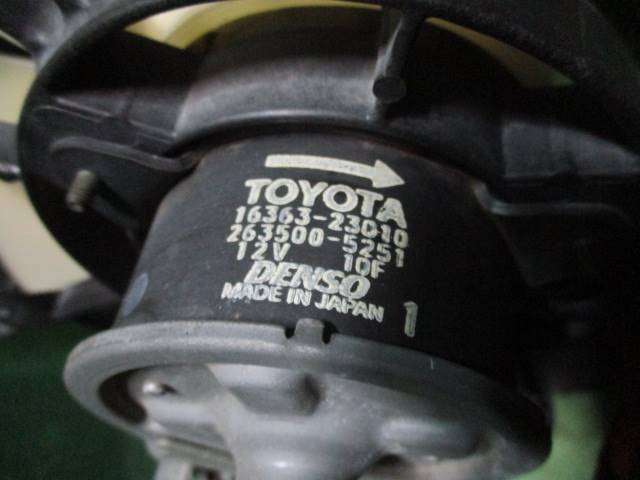 TOYOTA
16363-23010
263500-5251
12V 10F
DENSO
MADE IN JAPAN 1